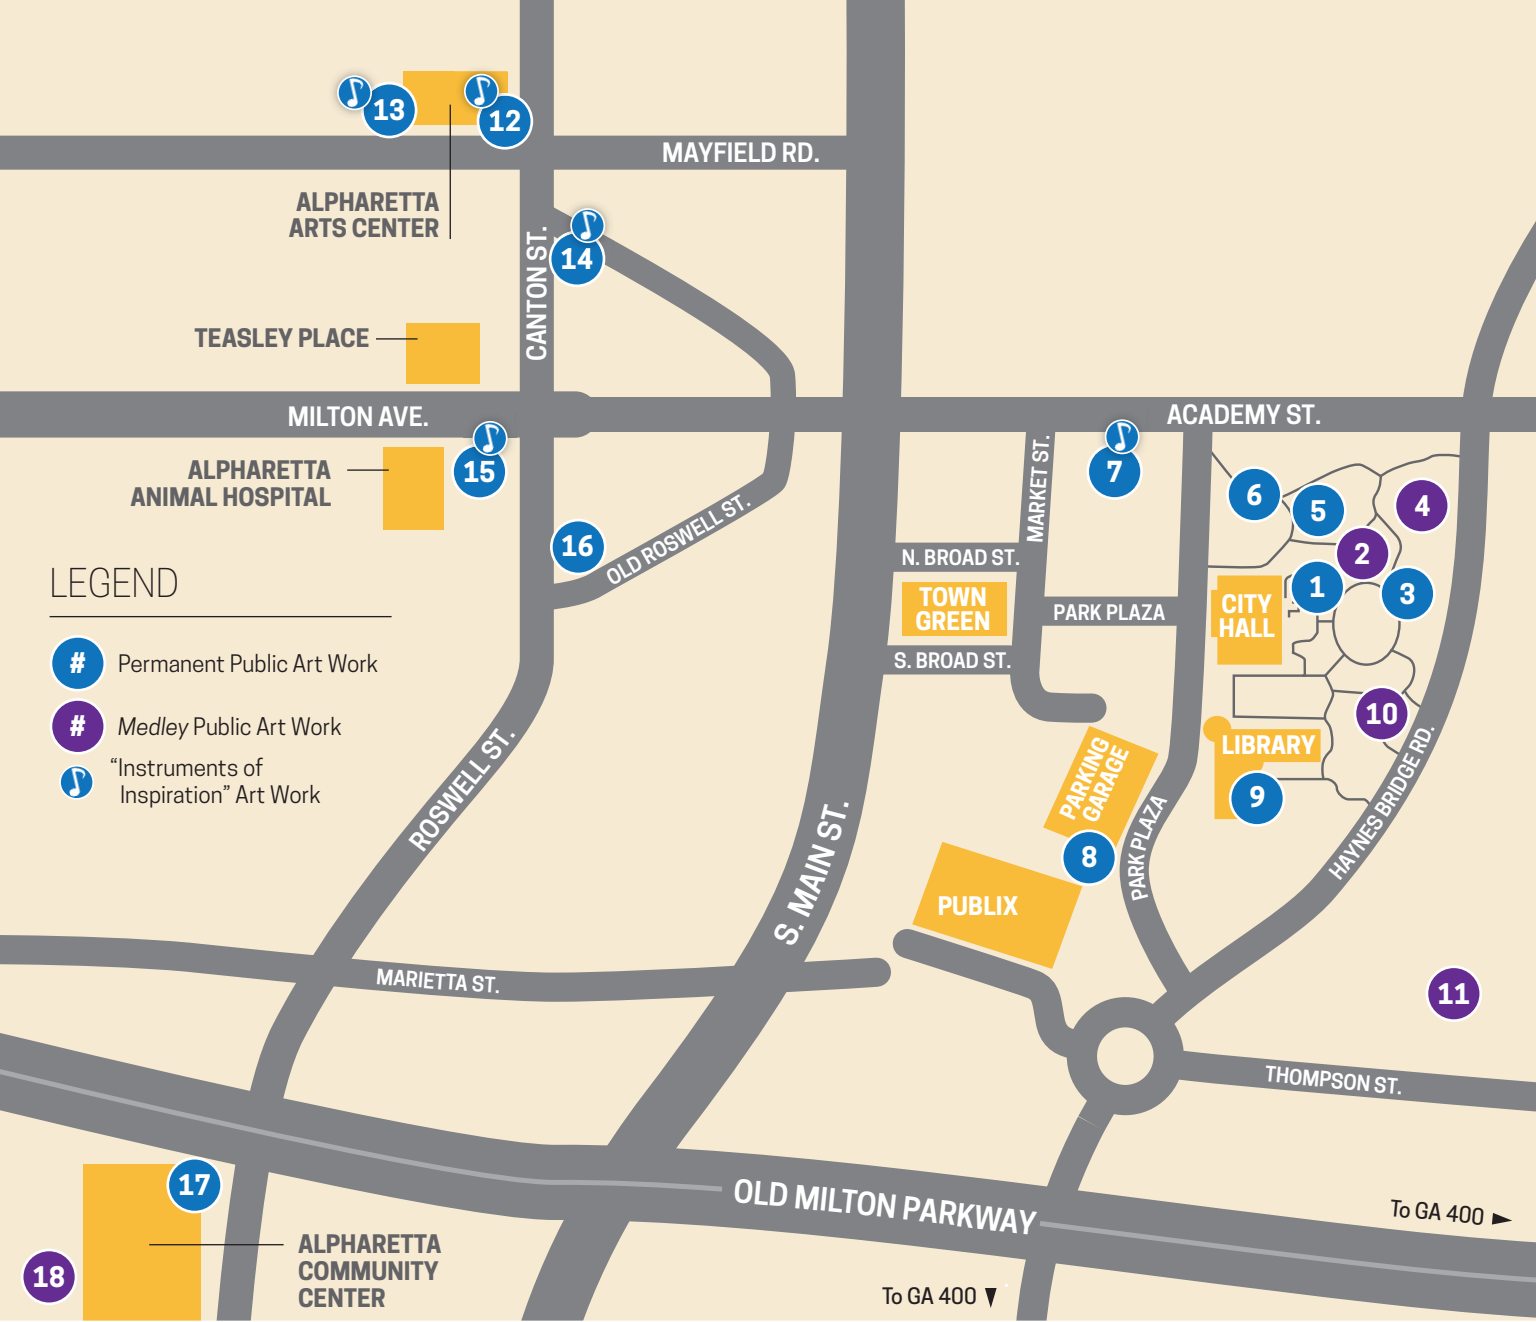 13
12
MAYFIELD RD.
ALPHARETTA
ARTS CENTER
14
CANTON ST.
TEASLEY PLACE
MILTON AVE.
ACADEMY ST.
ALPHARETTA
ANIMAL HOSPITAL
15
7
MARKET ST.
6
5
4
16
OLD ROSWELL ST.
N. BROAD ST.
2
1
3
TOWN
GREEN
PARK PLAZA
CITY
HALL
S. BROAD ST.
LEGEND
# Permanent Public Art Work
# Medley Public Art Work
“Instruments of
Inspiration” Art Work
10
LIBRARY
9
ROSWELL ST.
PARKING
GARAGE
8
PARK PLAZA
HAYNES BRIDGE RD.
S. MAIN ST.
PUBLIX
MARIETTA ST.
11
THOMPSON ST.
17
OLD MILTON PARKWAY
To GA 400 ►
ALPHARETTA
COMMUNITY
CENTER
18
To GA 400 ▼